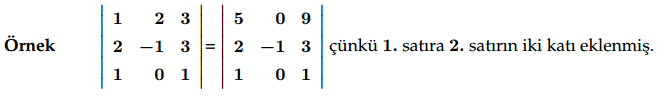 Örnek | 1 2 3 | = | 5 0 9 | çünkü 1. satıra 2. satırın iki katı eklenmiş.
| 2 −1 3 | | 2 −1 3 |
| 1 0 1 | | 1 0 1 |